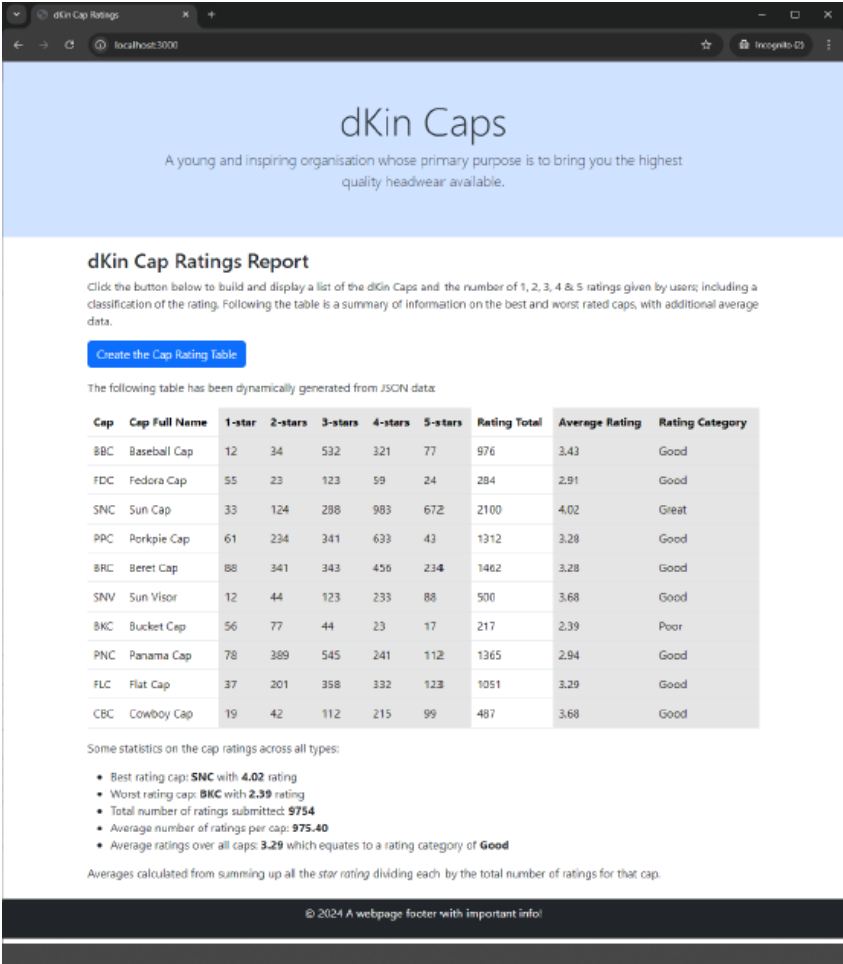 dKin Cap Ratings
localhost:3000
Incognito (2)
dKin Caps
A young and inspiring organisation whose primary purpose is to bring you the highest
quality headwear available.
dKin Cap Ratings Report
Click the button below to build and display a list of the dKin Caps and the number of 1, 2, 3, 4 & 5 ratings given by users; including a
classification of the rating. Following the table is a summary of information on the best and worst rated caps, with additional average
data.
Create the Cap Rating Table
The following table has been dynamically generated from JSON data:
Cap Cap Full Name 1-star 2-stars 3-stars 4-stars 5-stars Rating Total Average Rating Rating Category
BBC Baseball Cap 12 34 532 321 77 976 3.43 Good
FDC Fedora Cap 55 23 123 59 24 284 2.91 Good
SNC Sun Cap 33 124 288 983 672 2100 4.02 Great
PPC Porkpie Cap 61 234 341 633 43 1312 3.28 Good
BRC Beret Cap 88 341 343 456 234 1462 3.28 Good
SNV Sun Visor 12 44 123 233 88 500 3.68 Good
BKC Bucket Cap 56 77 44 23 17 217 2.39 Poor
PNC Panama Cap 78 389 545 241 112 1365 2.94 Good
FLC Flat Cap 37 201 358 332 123 1051 3.29 Good
CBC Cowboy Cap 19 42 112 215 99 487 3.68 Good
Some statistics on the cap ratings across all types:
• Best rating cap: SNC with 4.02 rating
• Worst rating cap: BKC with 2.39 rating
• Total number of ratings submitted: 9754
• Average number of ratings per cap: 975.40
• Average ratings over all caps: 3.29 which equates to a rating category of Good
Averages calculated from summing up all the star rating dividing each by the total number of ratings for that cap.
© 2024 A webpage footer with important info!